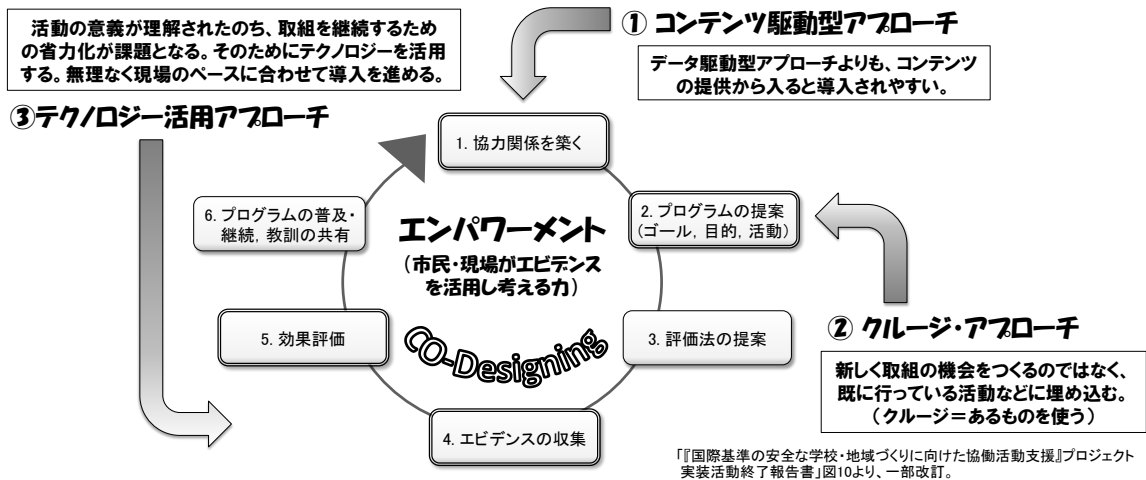 活動の意義が理解されたのち、取組を継続するため
の省力化が課題となる。そのためにテクノロジーを活用
する。無理なく現場のペースに合わせて導入を進める。
③テクノロジー活用アプローチ
① コンテンツ駆動型アプローチ
データ駆動型アプローチよりも、コンテンツ
の提供から入ると導入されやすい。
1. 協力関係を築く
2. プログラムの提案
(ゴール, 目的, 活動)
3. 評価法の提案
4. エビデンスの収集
5. 効果評価
6. プログラムの普及・
継続, 教訓の共有
エンパワーメント
(市民・現場がエビデンス
を活用し考える力)
CO-Designing
② クルージ・アプローチ
新しく取組の機会をつくるのではなく、
既に行っている活動などに埋め込む。
(クルージ=あるものを使う)
「『国際基準の安全な学校・地域づくりに向けた協働活動支援』プロジェクト
実装活動終了報告書」図10より、一部改訂。